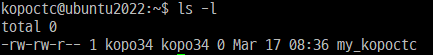 kopoctc@ubuntu2022:~$ ls -l
total 0
-rw-rw-r-- 1 kopo34 kopo34 0 Mar 17 08:36 my_kopoctc